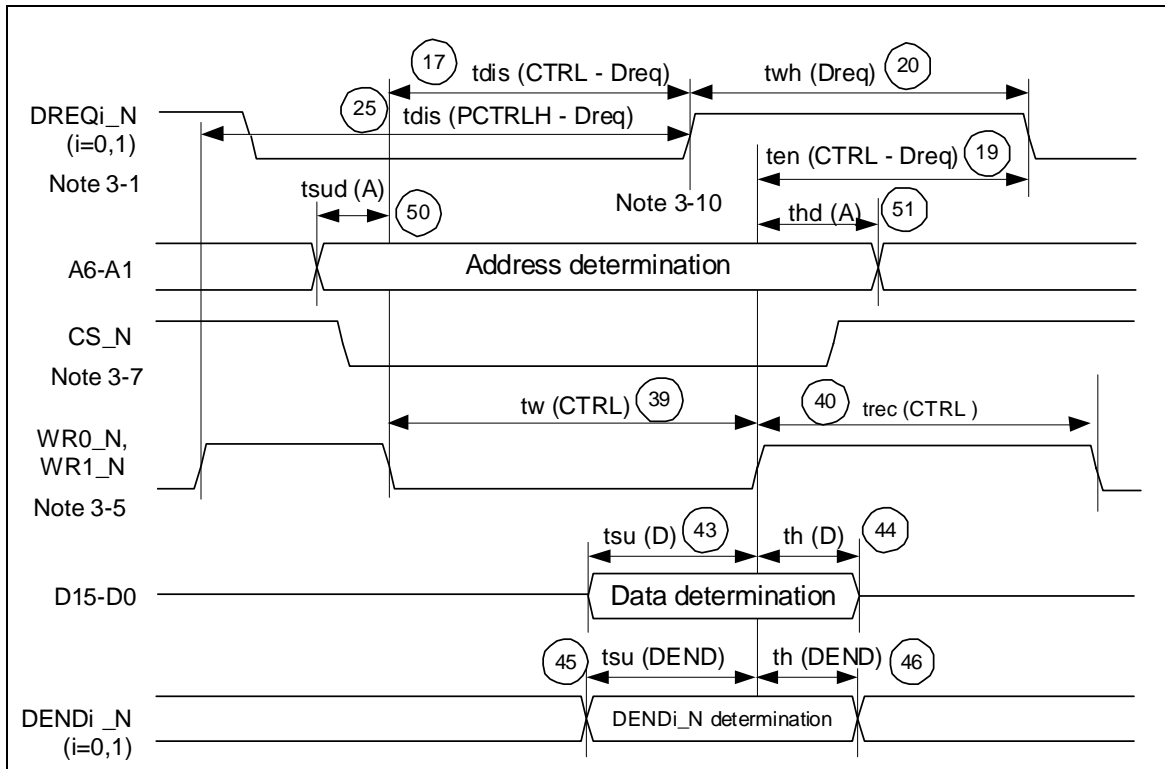 17
tdis (CTRL - Dreq)
twh (Dreq)
20
DREQi_N
(i=0,1)
Note 3-1
25
tdis (PCTRLH - Dreq)
ten (CTRL - Dreq)
19
Note 3-10
tsud (A)
50
thd (A)
51
A6-A1
Address determination
CS_N
Note 3-7
tw (CTRL)
39
40
trec (CTRL )
WR0_N,
WR1_N
Note 3-5
tsu (D)
43
th (D)
44
D15-D0
Data determination
45
tsu (DEND)
th (DEND)
46
DENDi _N
(i=0,1)
DENDi_N determination